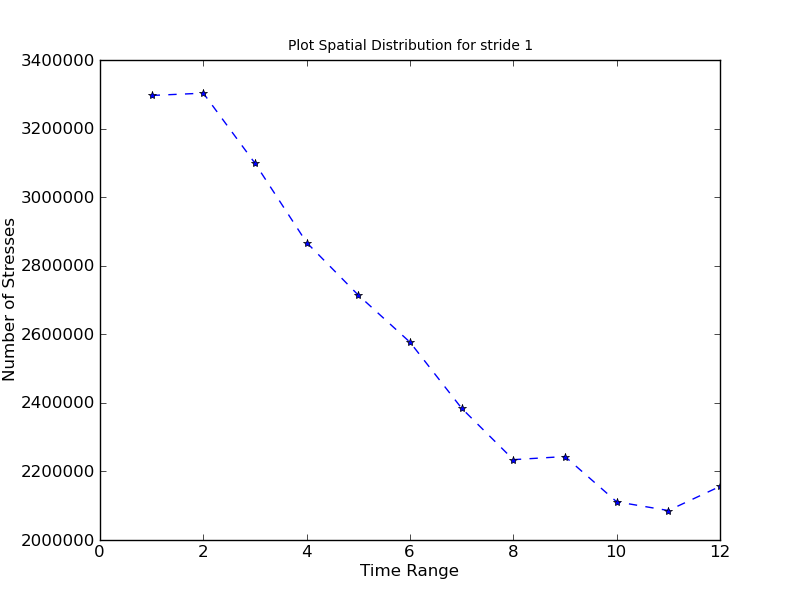 Plot Spatial Distribution for stride 1
3400000
3200000
3000000
2800000
2600000
2400000
2200000
2000000
Number of Stresses
0 2 4 6 8 10 12
Time Range